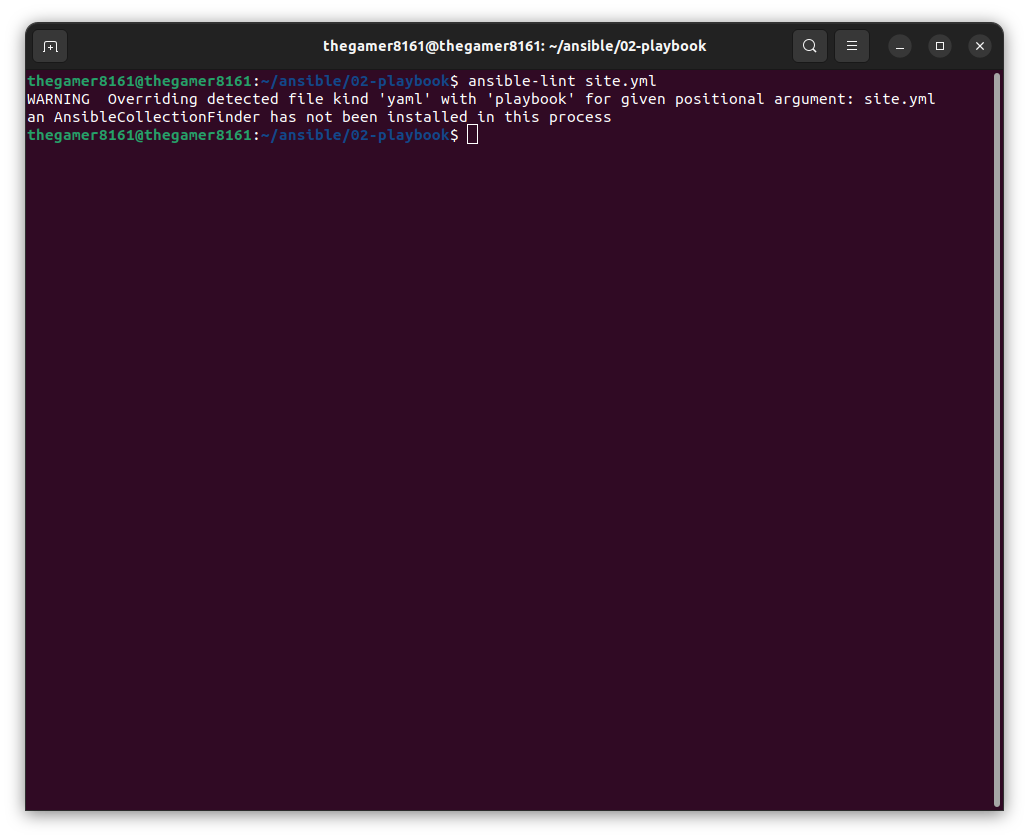 thegamer8161@thegamer8161: ~/ansible/02-playbook
thegamer8161@thegamer8161:~/ansible/02-playbook$ ansible-lint site.yml
WARNING  Overriding detected file kind 'yaml' with 'playbook' for given positional argument: site.yml
an AnsibleCollectionFinder has not been installed in this process
thegamer8161@thegamer8161:~/ansible/02-playbook$